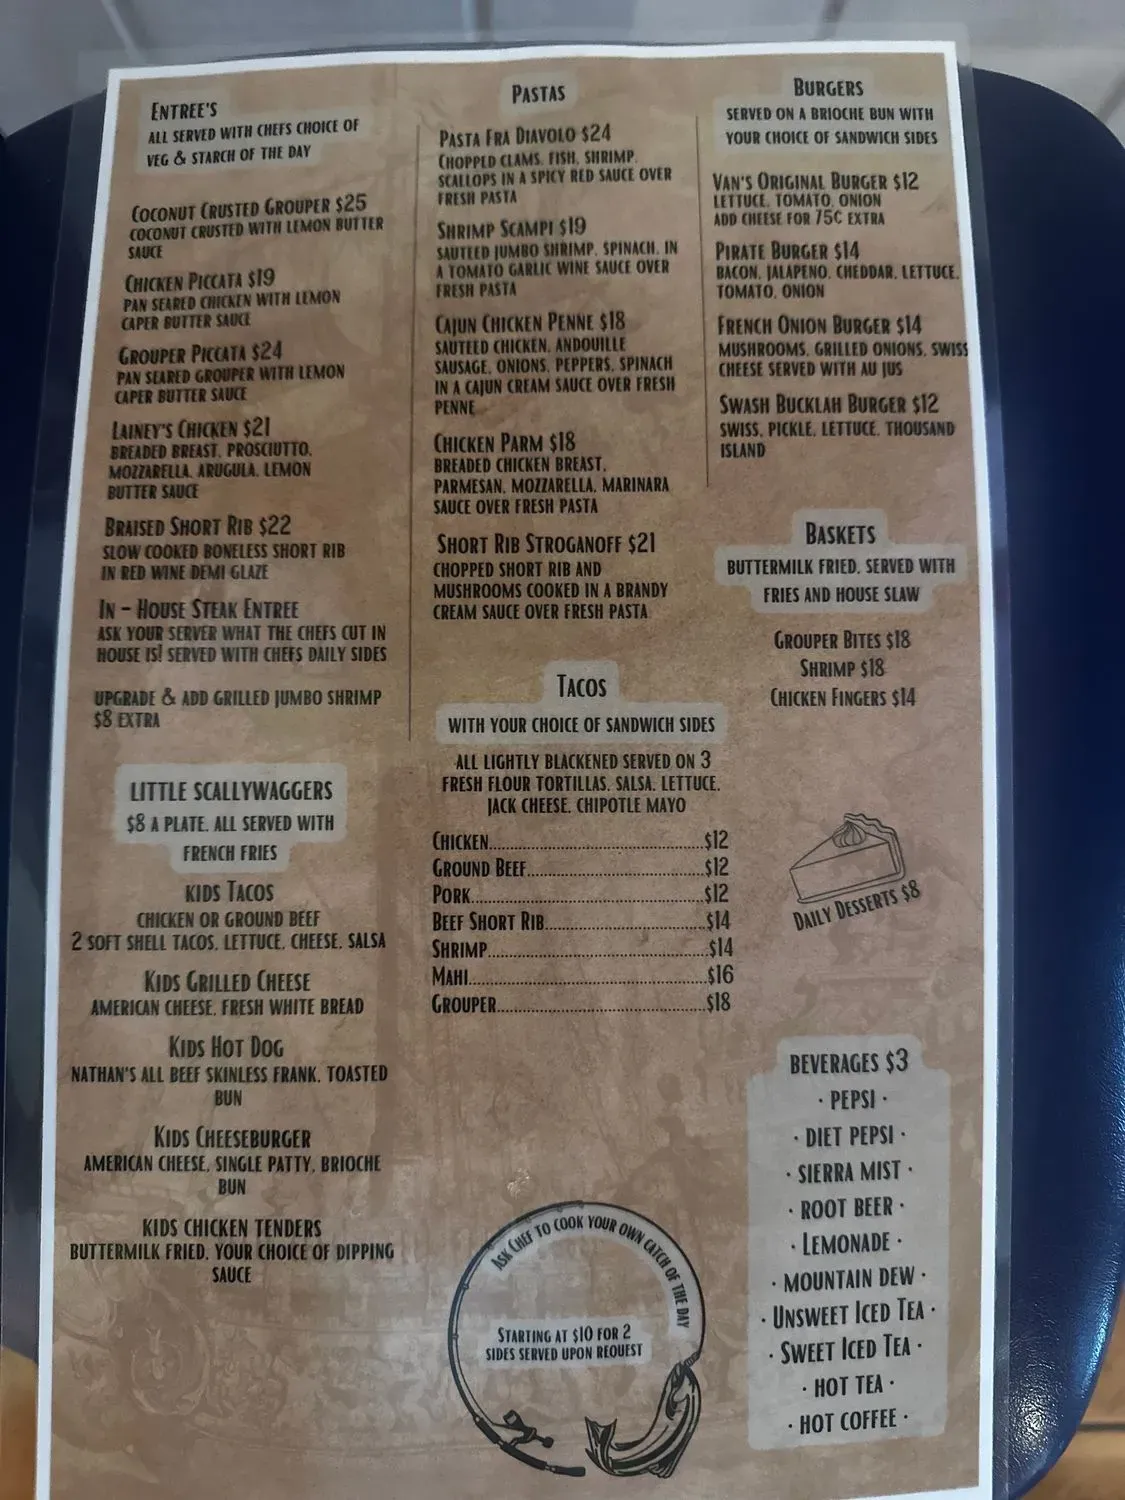 Entree's
all served with chefs choice of
veg & starch of the day
Coconut Crusted Grouper $25
coconut crusted with lemon butter
sauce
Chicken Piccata $19
pan seared chicken with lemon
caper butter sauce
Grouper Piccata $24
pan seared grouper with lemon
caper butter sauce
Lainey's Chicken $21
breaded breast, prosciutto,
mozzarella, arugula, lemon
butter sauce
Braised Short Rib $22
slow cooked boneless short rib
in red wine demi glaze
In - House Steak Entree
ask your server what the chefs cut in
house is! served with chefs daily sides
upgrade & add grilled jumbo shrimp
$8 extra
LITTLE SCALLYWAGGERS
$8 a plate. all served with
french fries
kids Tacos
chicken or ground beef
2 soft shell tacos, lettuce, cheese, salsa
Kids Grilled Cheese
american cheese, fresh white bread
Kids Hot Dog
nathan's all beef skinless frank, toasted
bun
Kids Cheeseburger
american cheese, single patty, brioche
bun
kids chicken tenders
buttermilk fried, your choice of dipping
sauce
Pastas
Pasta Fra Diavolo $24
chopped clams, fish, shrimp,
scallops in a spicy red sauce over
fresh pasta
Shrimp Scampi $19
sauteed jumbo shrimp, spinach, in
a tomato garlic wine sauce over
fresh pasta
Cajun Chicken Penne $18
sauteed chicken, andouille
sausage, onions, peppers, spinach
in a cajun cream sauce over fresh
penne
Chicken Parm $18
breaded chicken breast,
parmesan, mozzarella, marinara
sauce over fresh pasta
Short Rib Stroganoff $21
chopped short rib and
mushrooms cooked in a brandy
cream sauce over fresh pasta
Tacos
with your choice of sandwich sides
all lightly blackened served on 3
fresh flour tortillas, salsa, lettuce,
jack cheese, chipotle mayo
Chicken..........$12
Ground Beef..........$12
Pork..........$12
Beef Short Rib..........$14
Shrimp..........$14
Mahi..........$16
Grouper..........$18
Ask Chef to cook your own catch of the day
Starting at $10 for 2
sides served upon request
Burgers
served on a brioche bun with
your choice of sandwich sides
Van's Original Burger $12
lettuce, tomato, onion
add cheese for 75c extra
Pirate Burger $14
bacon, jalapeno, cheddar, lettuce,
tomato, onion
French Onion Burger $14
mushrooms, grilled onions, swiss
cheese served with au jus
Swash Bucklah Burger $12
swiss, pickle, lettuce, thousand
island
Baskets
buttermilk fried, served with
fries and house slaw
Grouper Bites $18
Shrimp $18
Chicken Fingers $14
Daily Desserts $8
beverages $3
· pepsi ·
· diet pepsi ·
· sierra mist ·
· root beer ·
· lemonade ·
· mountain dew ·
· Unsweet Iced Tea ·
· Sweet Iced Tea ·
· hot tea ·
· hot coffee ·